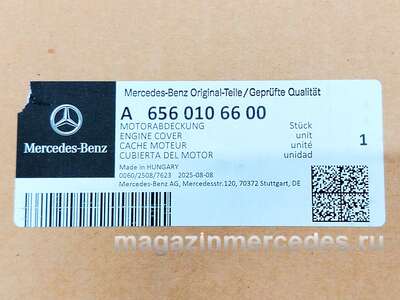 Mercedes-Benz Original-Teile/Geprüfte Qualität
A 656 010 66 00
MOTORABDECKUNG Stück
ENGINE COVER unit
CACHE MOTEUR unité 1
CUBIERTA DEL MOTOR unidad
Mercedes-Benz
Made in HUNGARY
0060/2508/7623 2025-08-08
Mercedes-Benz AG, Mercedesstr.120, 70372 Stuttgart, DE
magazinmercedes.ru